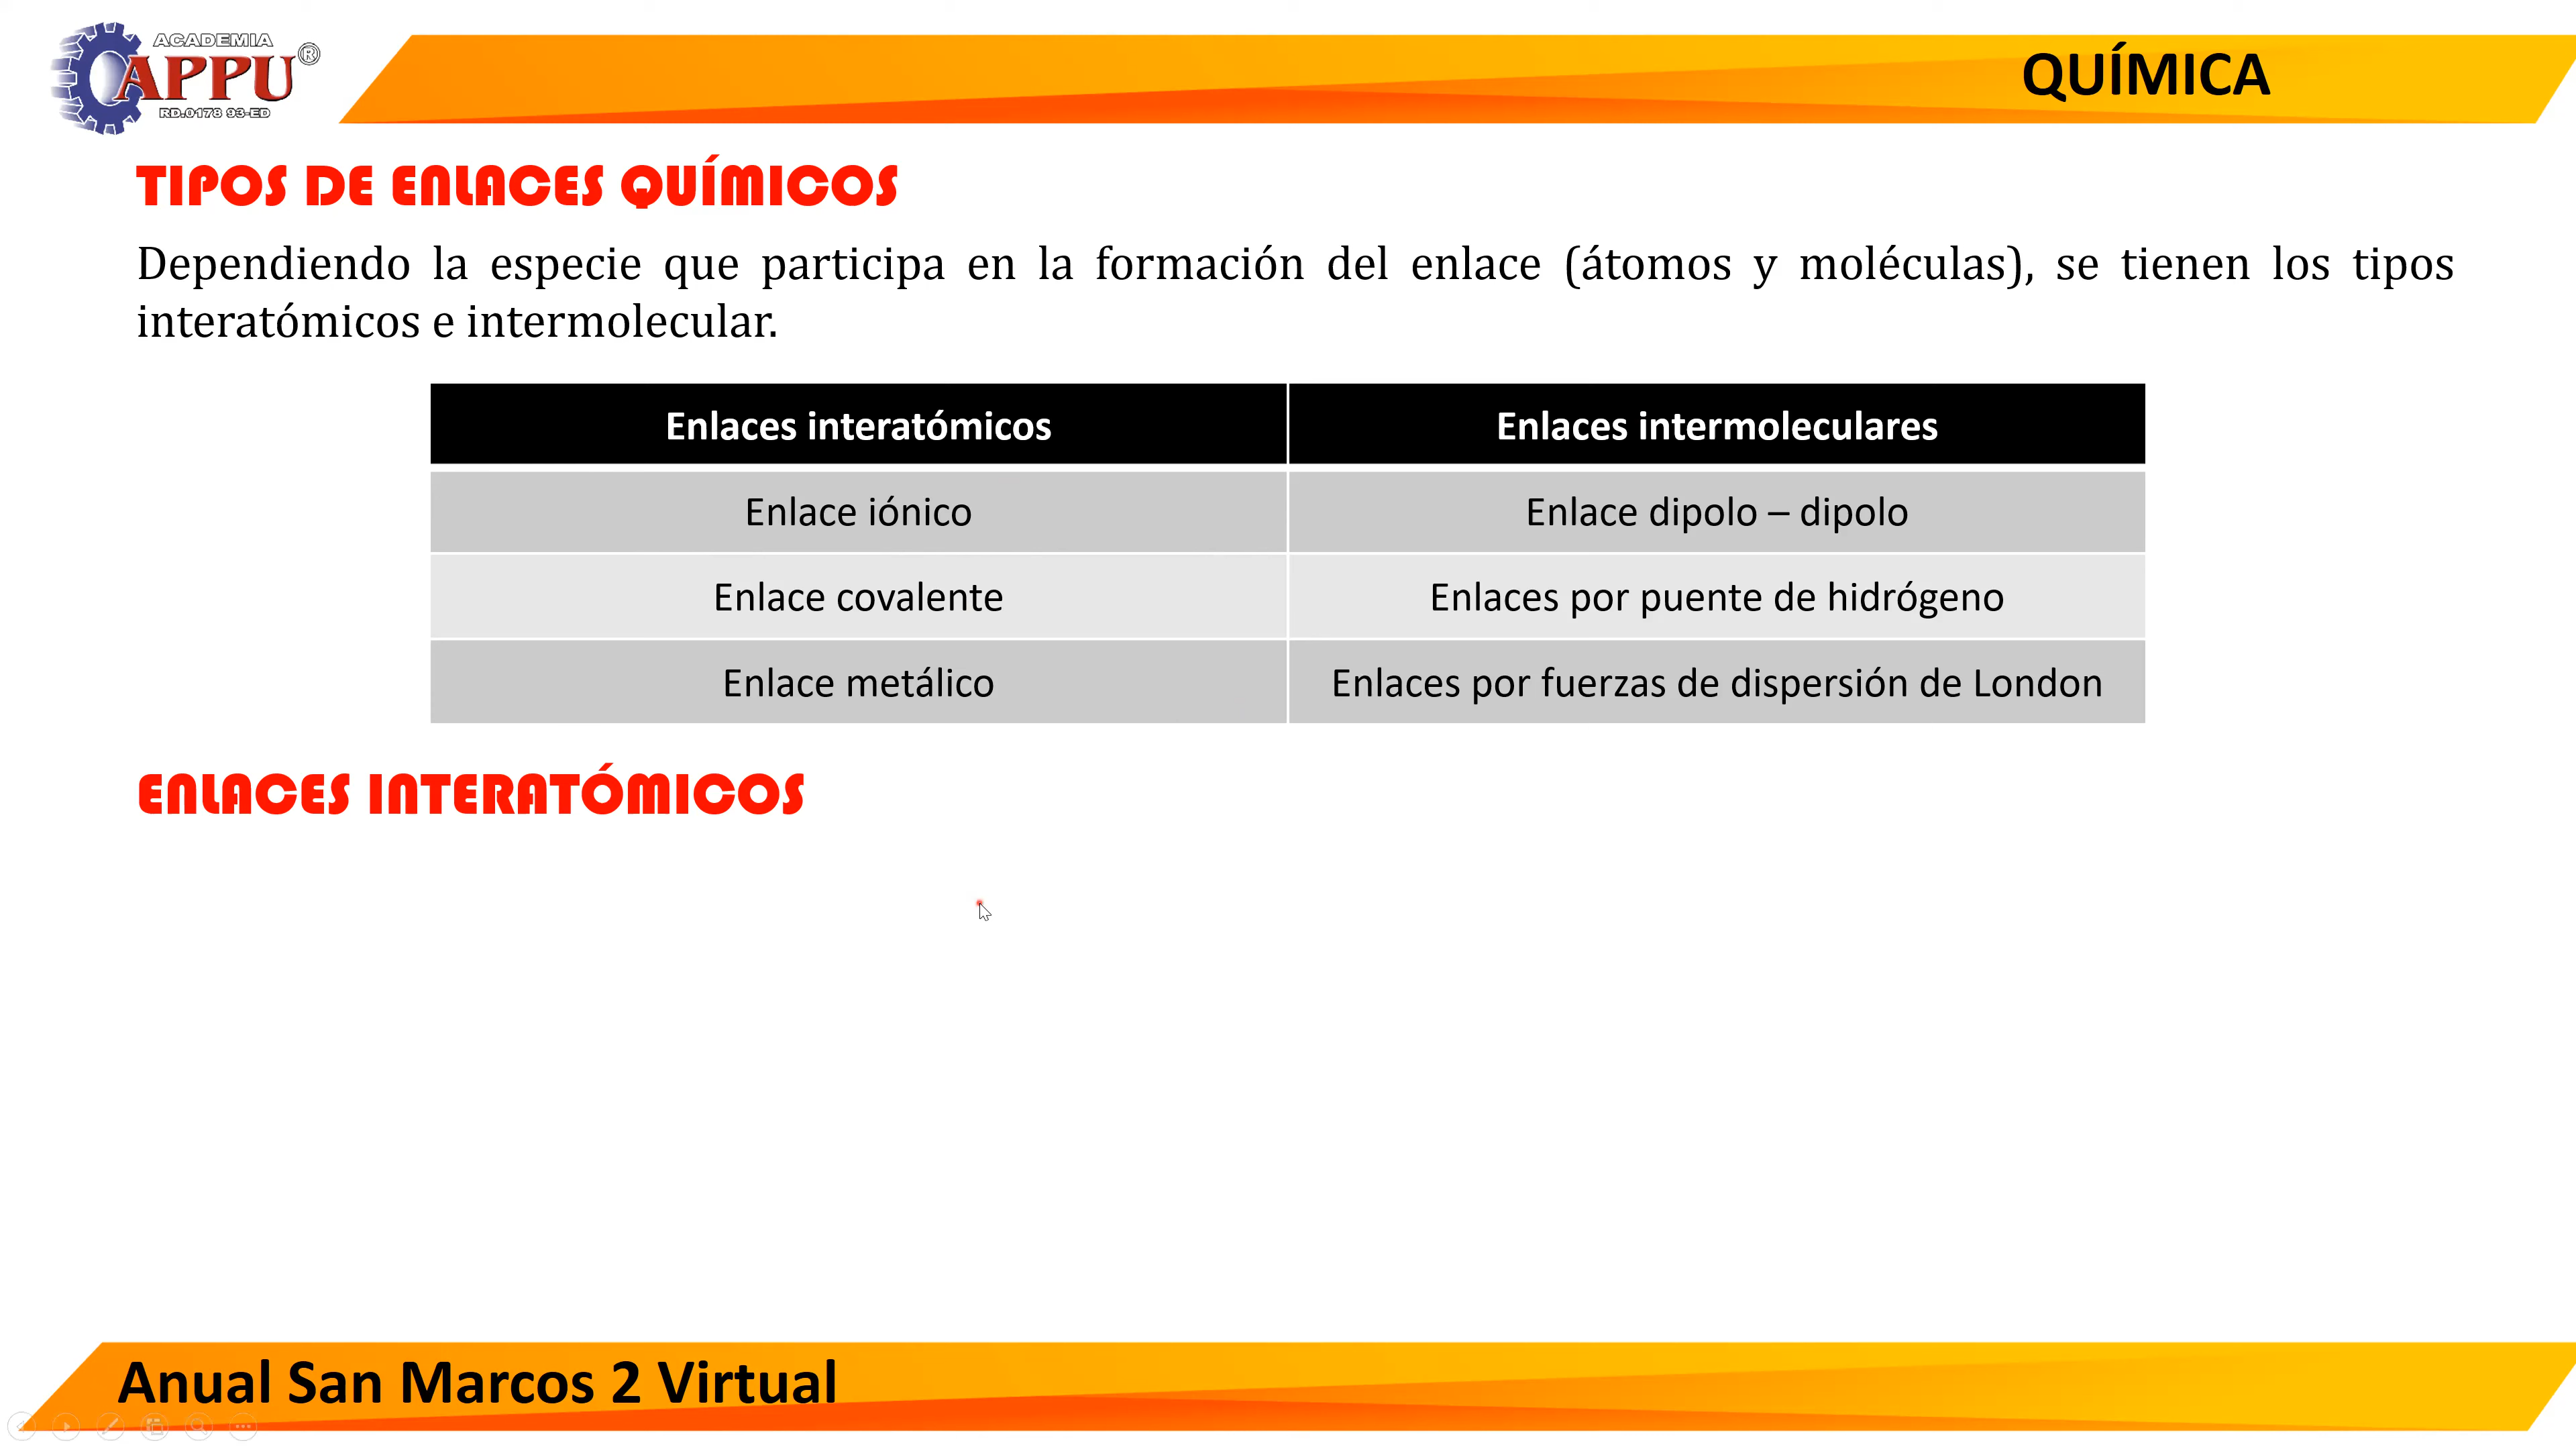 ACADEMIA
APPU®
RD.0178 93-ED
QUÍMICA
TIPOS DE ENLACES QUÍMICOS
Dependiendo la especie que participa en la formación del enlace (átomos y moléculas), se tienen los tipos
interatómicos e intermolecular.
Enlaces interatómicos
Enlaces intermoleculares
Enlace iónico
Enlace dipolo – dipolo
Enlace covalente
Enlaces por puente de hidrógeno
Enlace metálico
Enlaces por fuerzas de dispersión de London
ENLACES INTERATÓMICOS
Anual San Marcos 2 Virtual